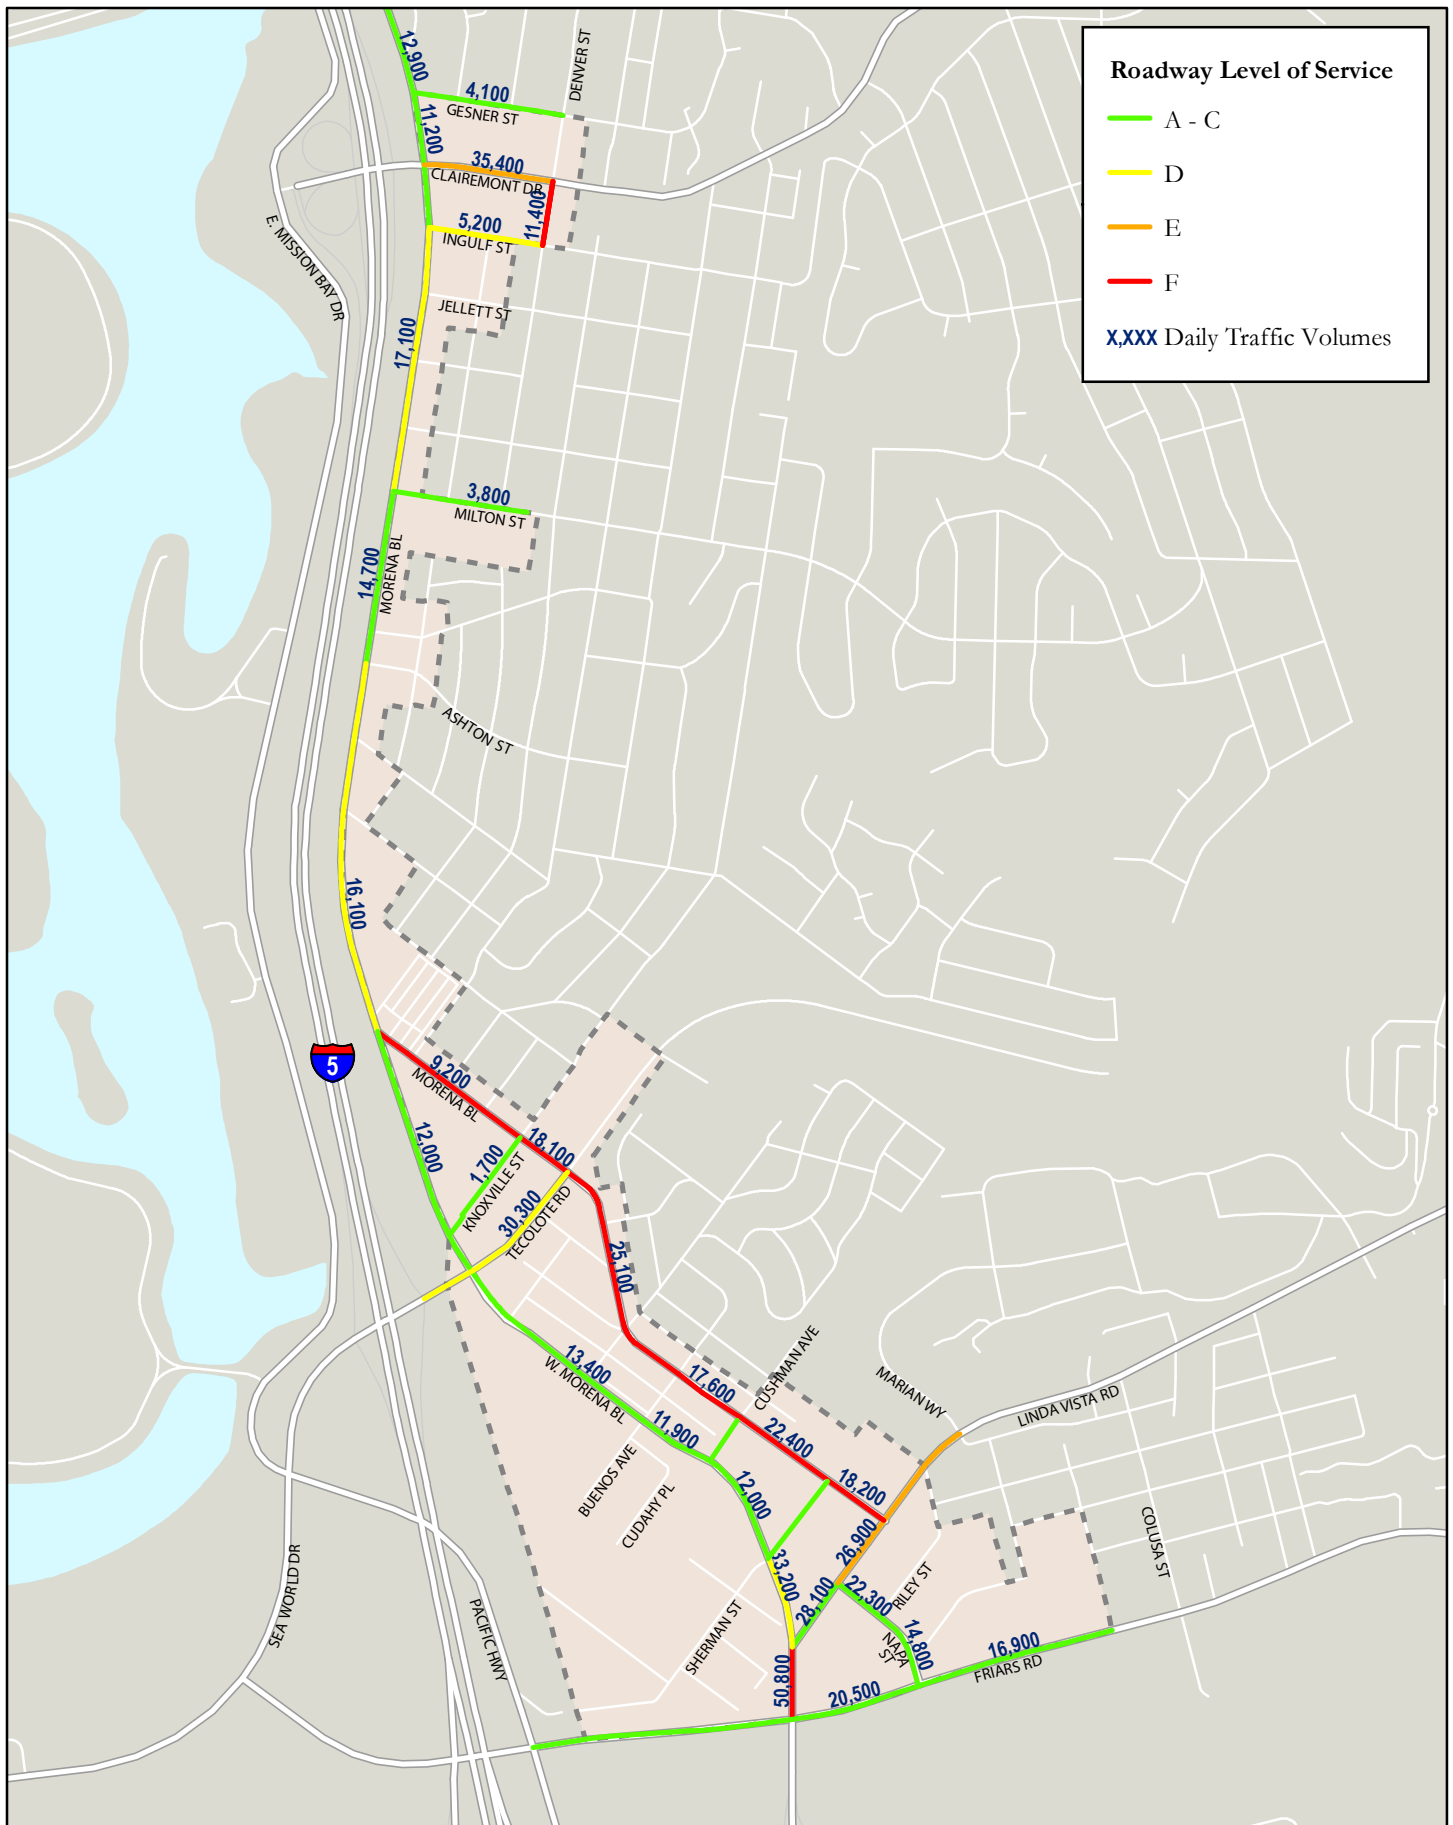 Roadway Level of Service
A - C
D
E
F
X,XXX Daily Traffic Volumes
12,900
DENVER ST
4,100
GESNER ST
11,200
35,400
CLAIREMONT DR
11,400
5,200
INGULF ST
E. MISSION BAY DR
JELLETT ST
17,100
3,800
MILTON ST
14,700
MORENA BL
ASHTON ST
16,100
5
9,200
MORENA BL
12,000
18,100
1,700
KNOXVILLE ST
30,300
TECOLOTE RD
25,100
13,400
W. MORENA BL
17,600
CUSHMAN AVE
MARIAN WY
LINDA VISTA RD
11,900
22,400
BUENOS AVE
CUDAHY PL
12,000
18,200
26,900
COLUSA ST
33,200
28,100
22,300
RILEY ST
SEA WORLD DR
PACIFIC HWY
SHERMAN ST
NAPA
ST
14,800
16,900
FRIARS RD
50,800
20,500